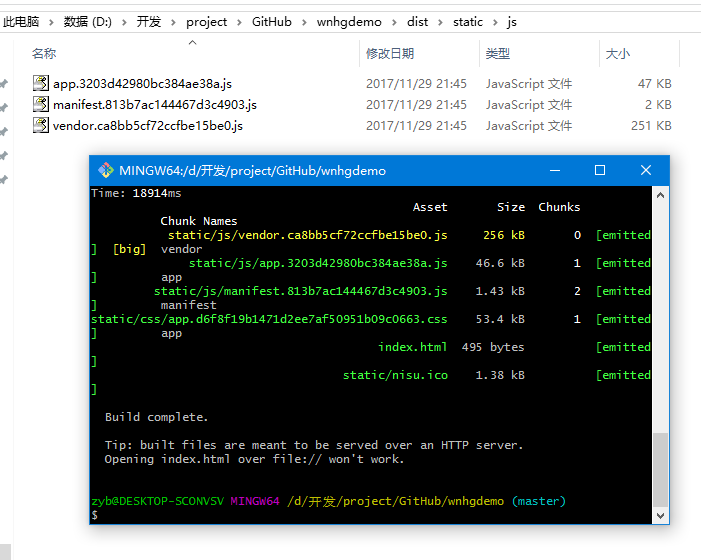 此电脑 › 数据 (D:) › 开发 › project › GitHub › wnhgdemo › dist › static › js
名称 修改日期 类型 大小
app.3203d42980bc384ae38a.js 2017/11/29 21:45 JavaScript 文件 47 KB
manifest.813b7ac144467d3c4903.js 2017/11/29 21:45 JavaScript 文件 2 KB
vendor.ca8bb5cf72ccfbe15be0.js 2017/11/29 21:45 JavaScript 文件 251 KB
MINGW64:/d/开发/project/GitHub/wnhgdemo
Time: 18914ms
Asset Size Chunks
Chunk Names
static/js/vendor.ca8bb5cf72ccfbe15be0.js 256 kB 0 [emitted
] [big] vendor
static/js/app.3203d42980bc384ae38a.js 46.6 kB 1 [emitted
] app
static/js/manifest.813b7ac144467d3c4903.js 1.43 kB 2 [emitted
] manifest
static/css/app.d6f8f19b1471d2ee7af50951b09c0663.css 53.4 kB 1 [emitted
] app
index.html 495 bytes [emitted
]
static/nisu.ico 1.38 kB [emitted
]
Build complete.
Tip: built files are meant to be served over an HTTP server.
Opening index.html over file:// won't work.
zyb@DESKTOP-SCONVSV MINGW64 /d/开发/project/GitHub/wnhgdemo (master)
$